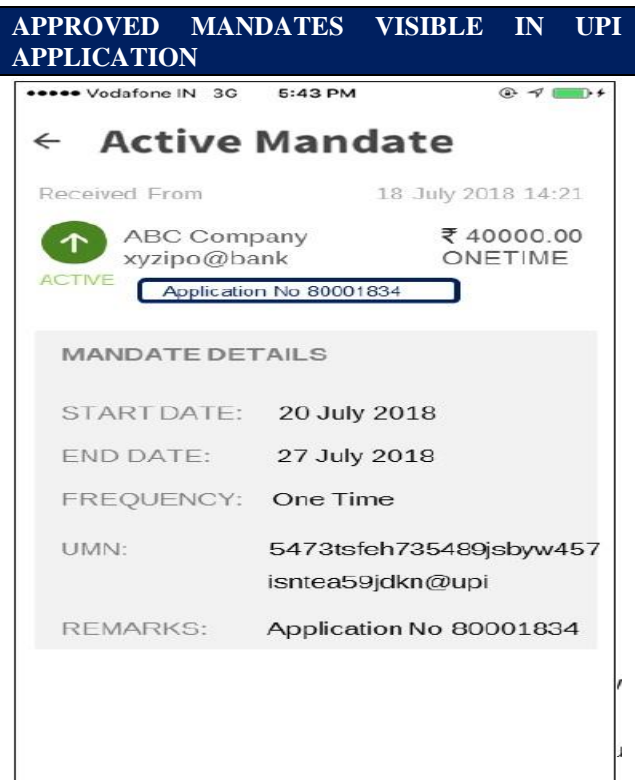 APPROVED MANDATES VISIBLE IN UPI
APPLICATION
Vodafone IN 3G 5:43 PM
Active Mandate
Received From 18 July 2018 14:21
ABC Company ₹ 40000.00
xyzipo@bank ONETIME
ACTIVE
Application No 80001834
MANDATE DETAILS
START DATE: 20 July 2018
END DATE: 27 July 2018
FREQUENCY: One Time
UMN: 5473tsfeh735489jsbyw457
isntea59jdkn@upi
REMARKS: Application No 80001834